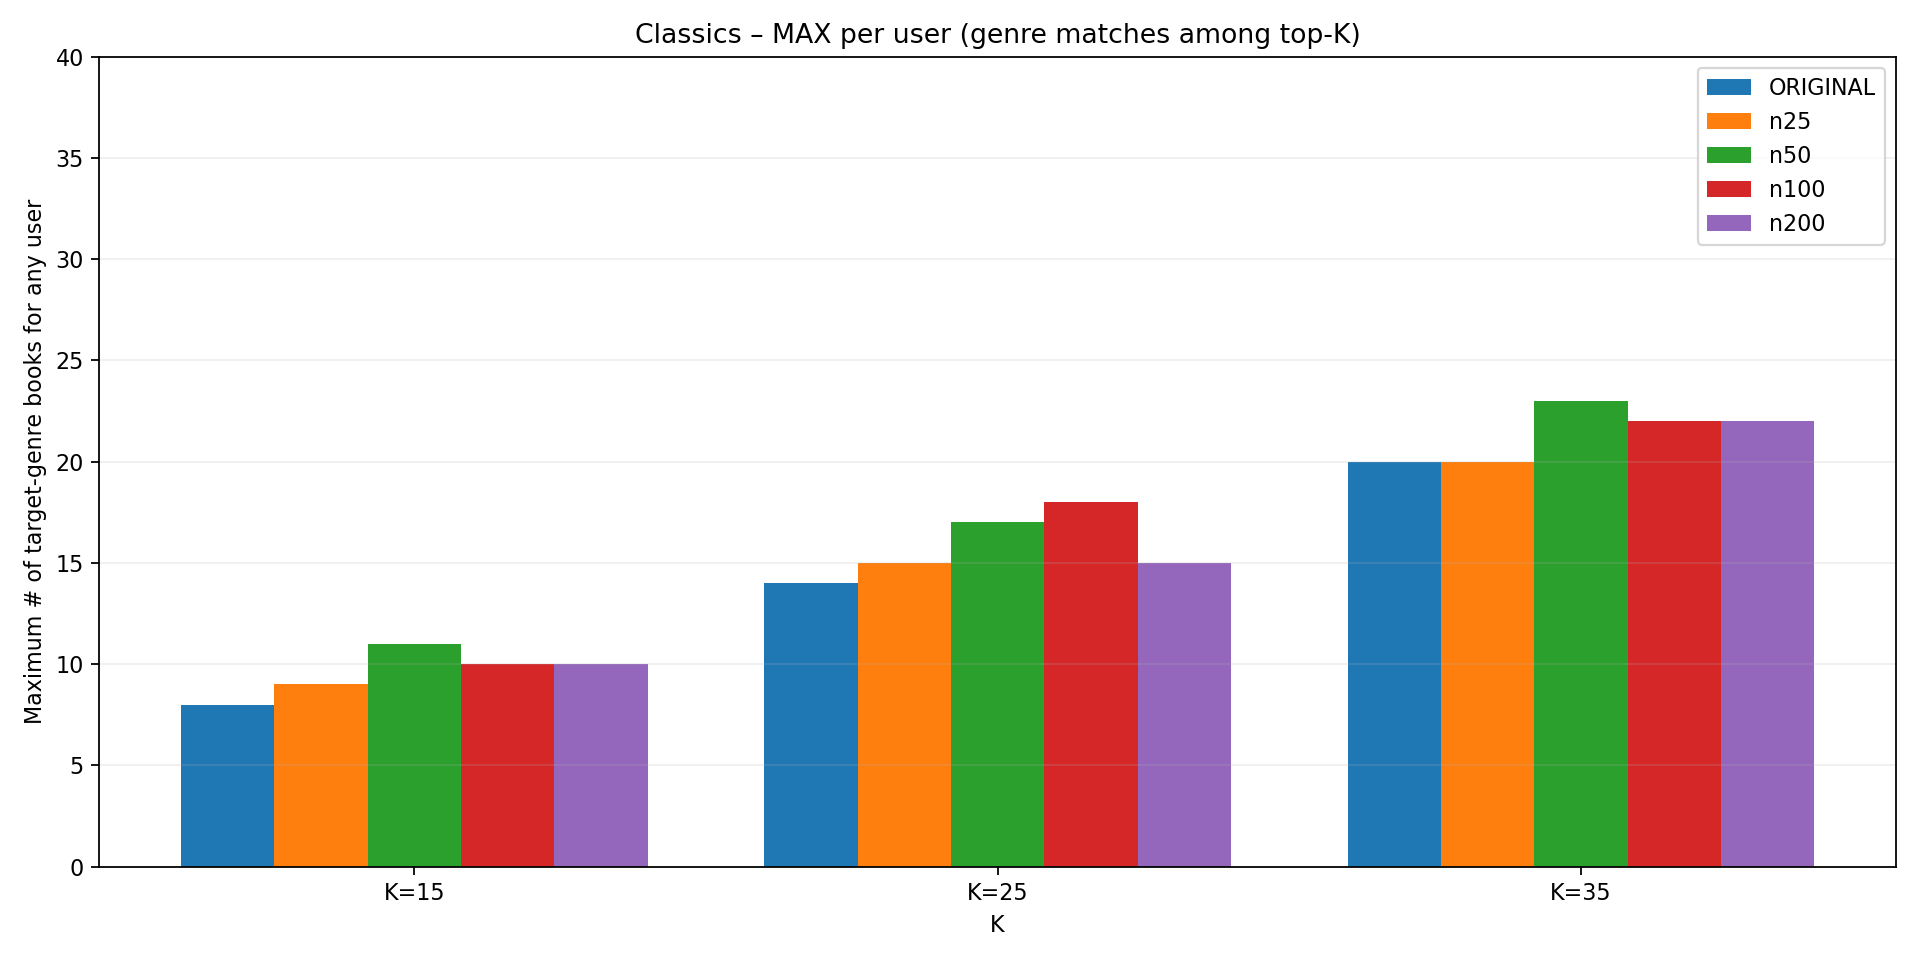 Classics – MAX per user (genre matches among top-K)
Maximum # of target-genre books for any user
40
35
30
25
20
15
10
5
0
ORIGINAL
n25
n50
n100
n200
K=15
K=25
K=35
K